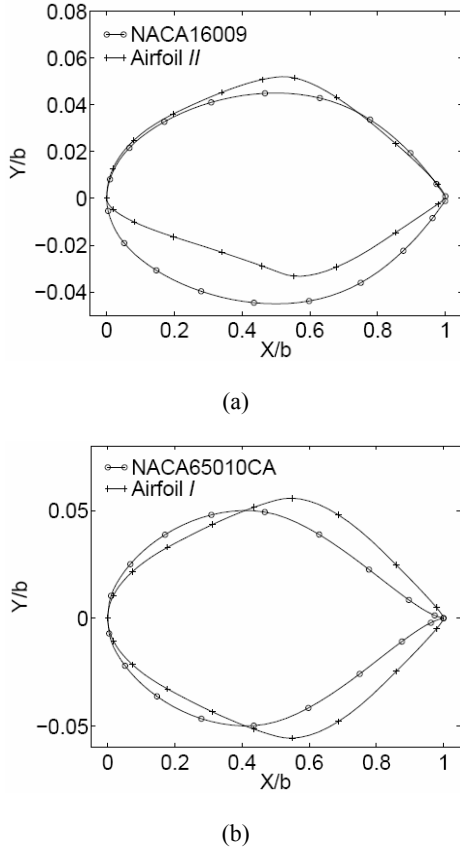 0.08
0.06
0.04
0.02
0
−0.02
−0.04
NACA16009
Airfoil II
Y/b
0 0.2 0.4 0.6 0.8 1
X/b
(a)
0.05
0
−0.05
NACA65010CA
Airfoil I
Y/b
0 0.2 0.4 0.6 0.8 1
X/b
(b)